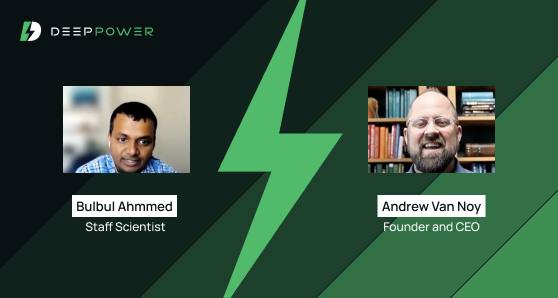 DEEPPOWER
Bulbul Ahmmed
Staff Scientist
Andrew Van Noy
Founder and CEO